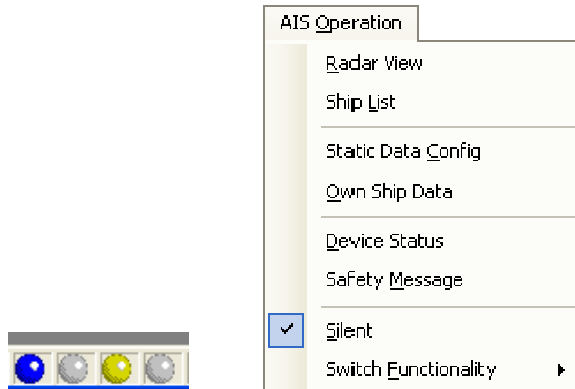 AIS Operation
Radar View
Ship List
Static Data Config
Own Ship Data
Device Status
Safety Message
Silent
Switch Functionality